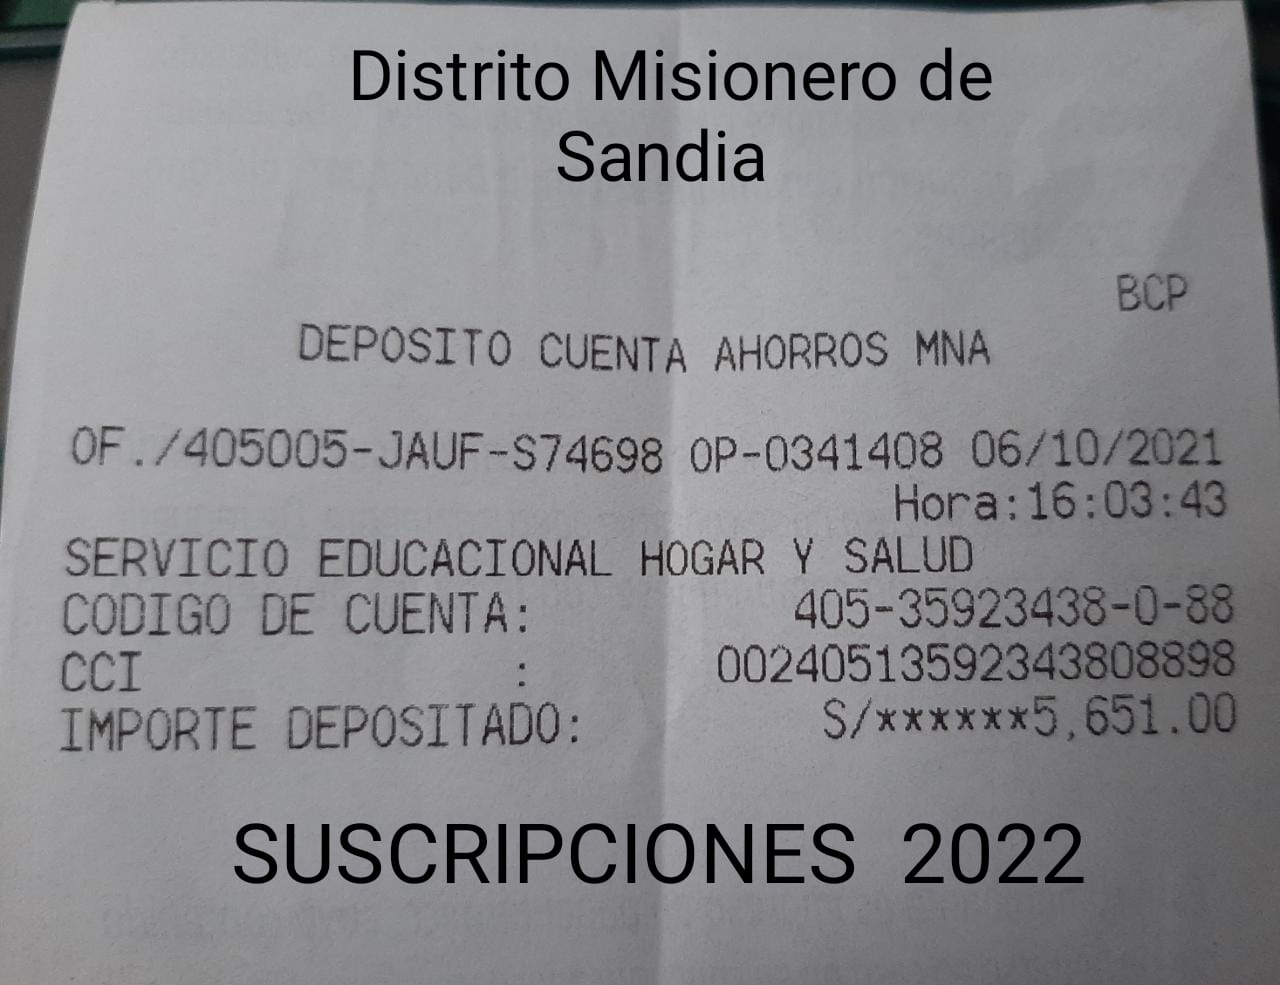 Distrito Misionero de
Sandia
BCP
DEPOSITO CUENTA AHORROS MNA
OF./405005-JAUF-S74698 OP-0341408 06/10/2021
Hora:16:03:43
SERVICIO EDUCACIONAL HOGAR Y SALUD
CODIGO DE CUENTA: 405-35923438-0-88
CCI : 00240513592343808898
IMPORTE DEPOSITADO: S/******5,651.00
SUSCRIPCIONES 2022